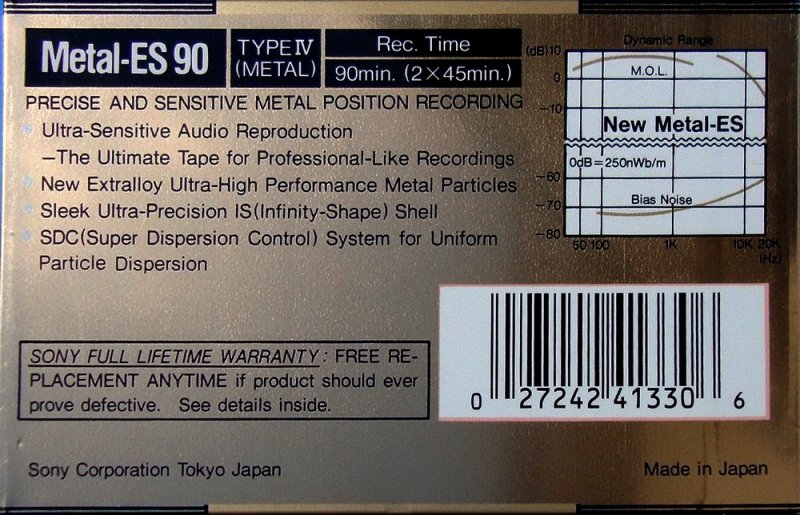 Metal-ES 90
TYPE IV
(METAL)
Rec. Time
90min. (2×45min.)
PRECISE AND SENSITIVE METAL POSITION RECORDING
Ultra-Sensitive Audio Reproduction
—The Ultimate Tape for Professional-Like Recordings
New Extralloy Ultra-High Performance Metal Particles
Sleek Ultra-Precision IS(Infinity-Shape) Shell
SDC(Super Dispersion Control) System for Uniform
Particle Dispersion
Dynamic Range
(dB)10
0
M.O.L.
−10
New Metal-ES
0dB=250nWb/m
−60
Bias Noise
−70
−80
50 100 1K 10K 20K
(Hz)
SONY FULL LIFETIME WARRANTY: FREE RE-
PLACEMENT ANYTIME if product should ever
prove defective. See details inside.
0 27242 41330 6
Sony Corporation Tokyo Japan
Made in Japan